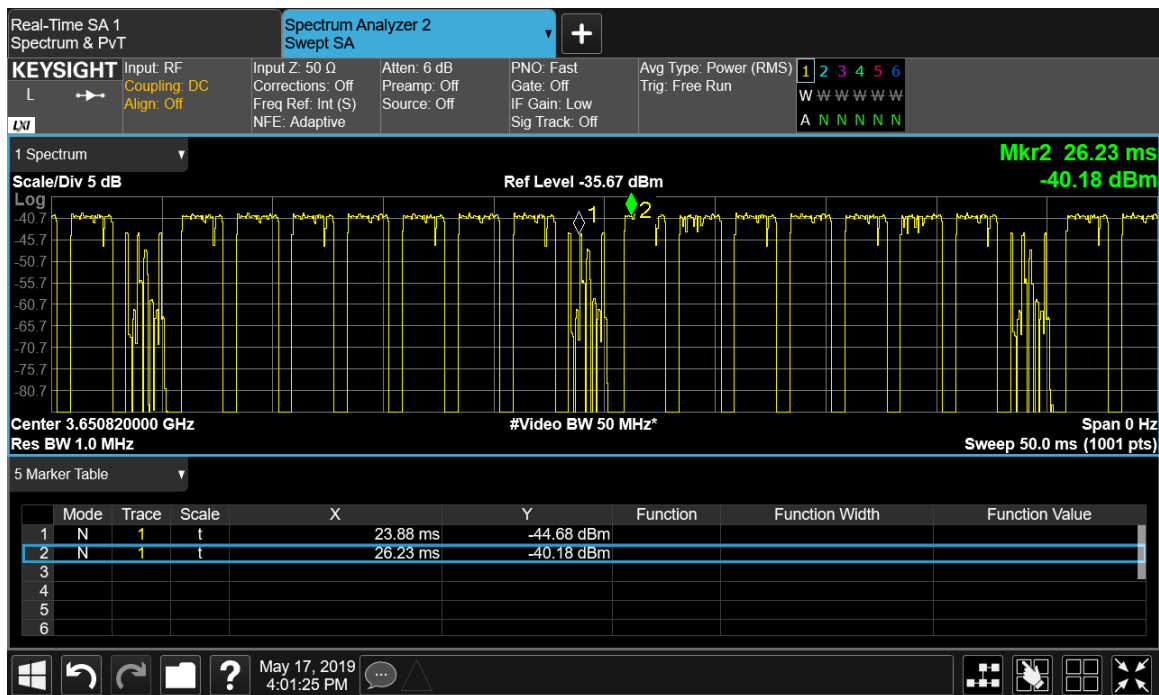 Real-Time SA 1
Spectrum & PvT
Spectrum Analyzer 2
Swept SA
KEYSIGHT
L
LXI
Input: RF
Coupling: DC
Align: Off
Input Z: 50 Ω
Corrections: Off
Freq Ref: Int (S)
NFE: Adaptive
Atten: 6 dB
Preamp: Off
Source: Off
PNO: Fast
Gate: Off
IF Gain: Low
Sig Track: Off
Avg Type: Power (RMS)
Trig: Free Run
1 2 3 4 5 6
W W W W W W
A N N N N N
1 Spectrum
Mkr2 26.23 ms
-40.18 dBm
Scale/Div 5 dB
Ref Level -35.67 dBm
Log
-40.7
-45.7
-50.7
-55.7
-60.7
-65.7
-70.7
-75.7
-80.7
1
2
Center 3.650820000 GHz
#Video BW 50 MHz*
Span 0 Hz
Res BW 1.0 MHz
Sweep 50.0 ms (1001 pts)
5 Marker Table
Mode Trace Scale X Y Function Function Width Function Value
1 N 1 t 23.88 ms -44.68 dBm
2 N 1 t 26.23 ms -40.18 dBm
3
4
5
6
?
May 17, 2019
4:01:25 PM